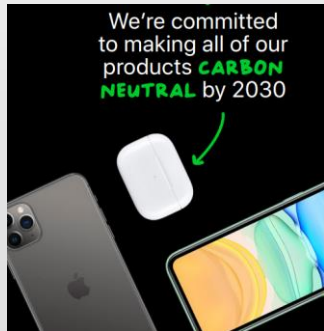 We're committed
to making all of our
products CARBON
NEUTRAL by 2030